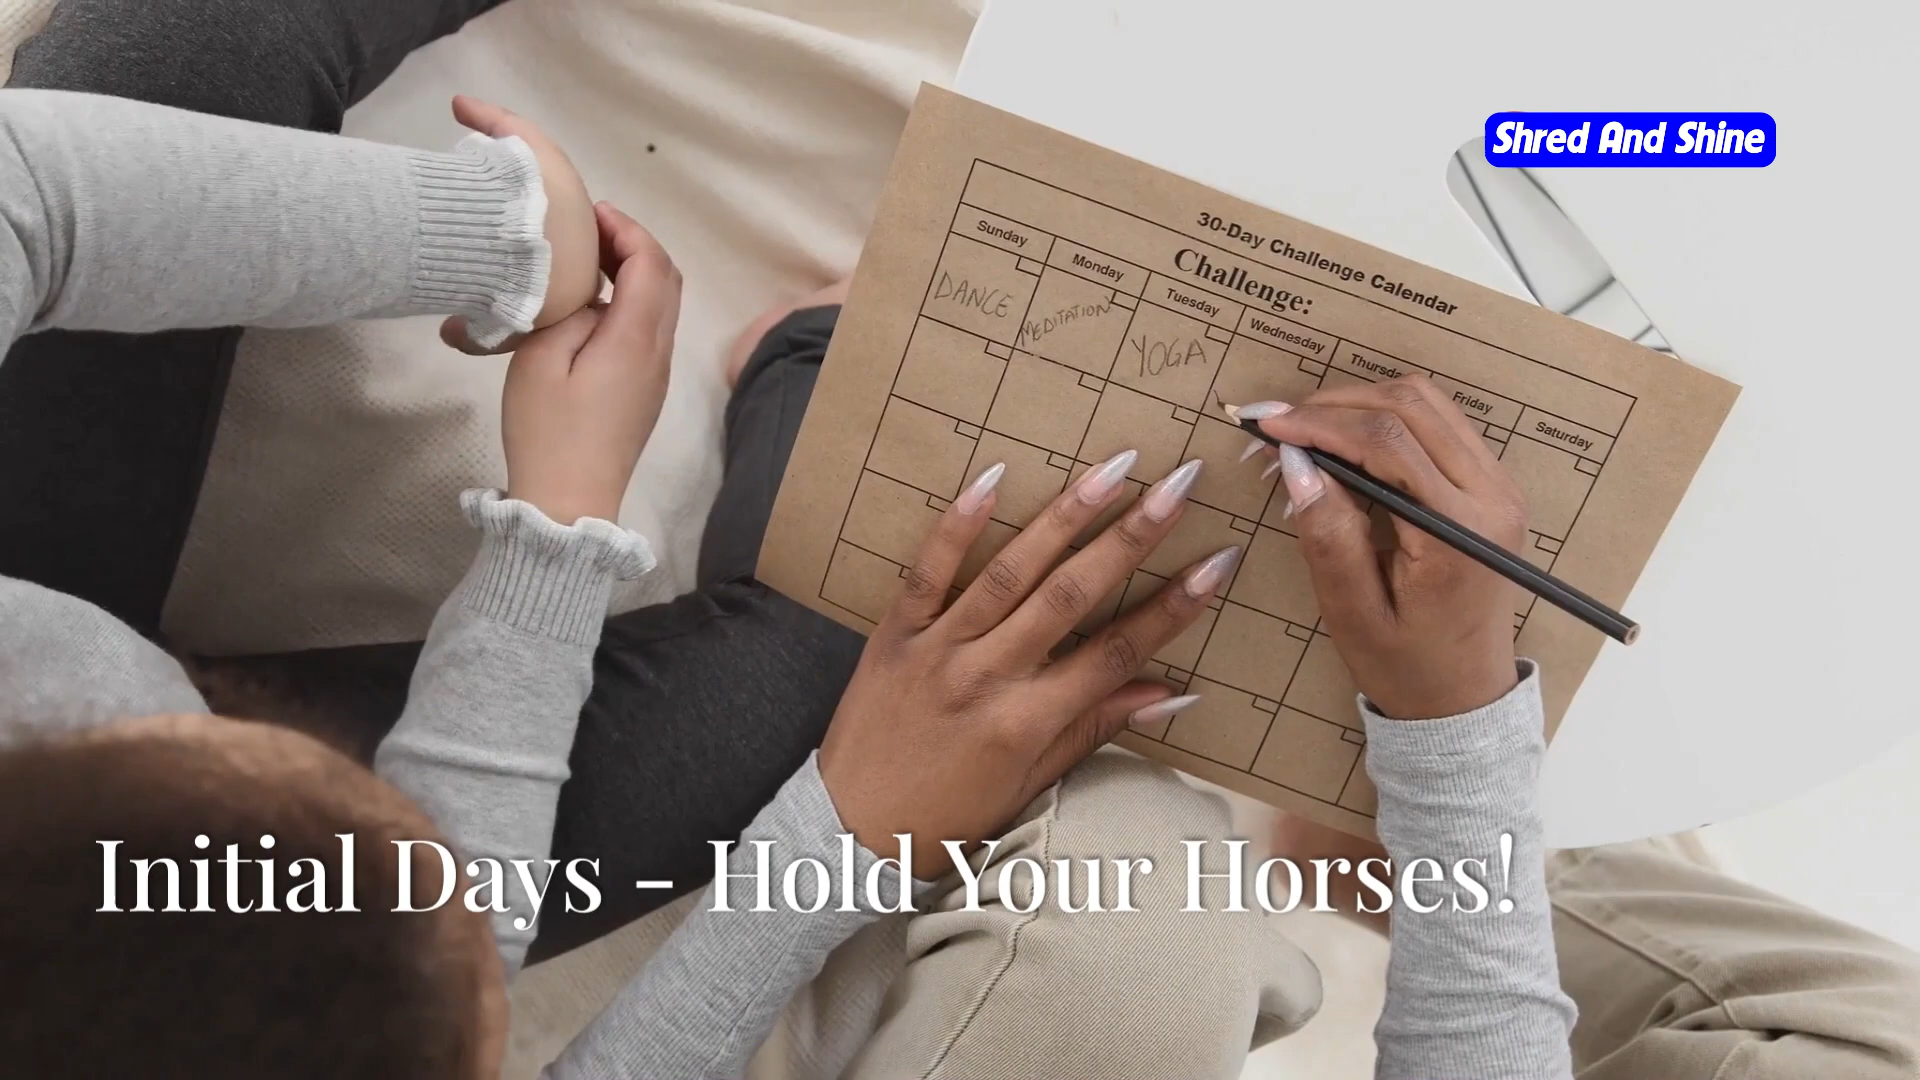 Shred And Shine
30-Day Challenge Calendar
Challenge:
Sunday
Monday
Tuesday
Wednesday
Thursday
Friday
Saturday
DANCE
MEDITATION
YOGA
Initial Days - Hold Your Horses!